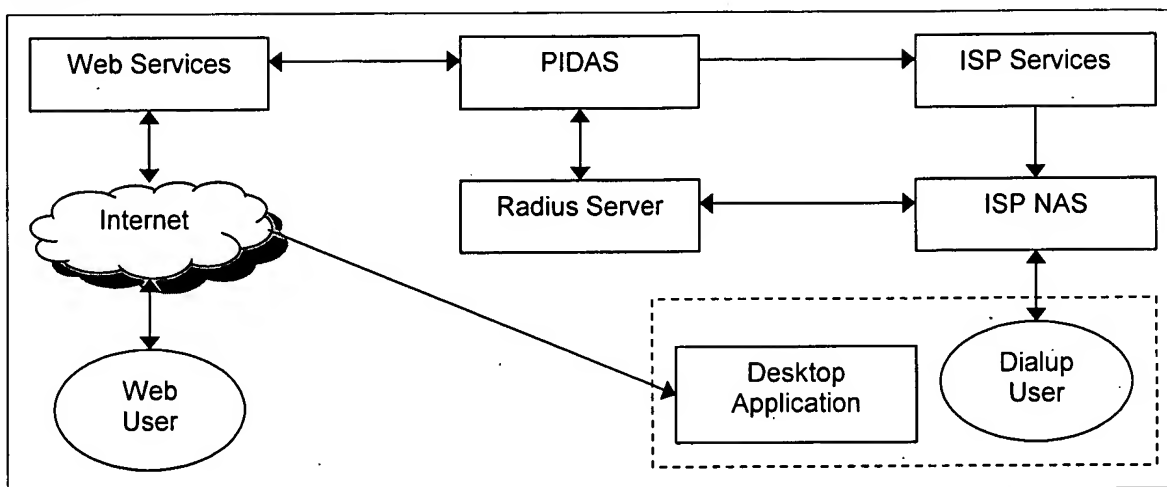 Web Services
PIDAS
ISP Services
Internet
Radius Server
ISP NAS
Web
User
Desktop
Application
Dialup
User